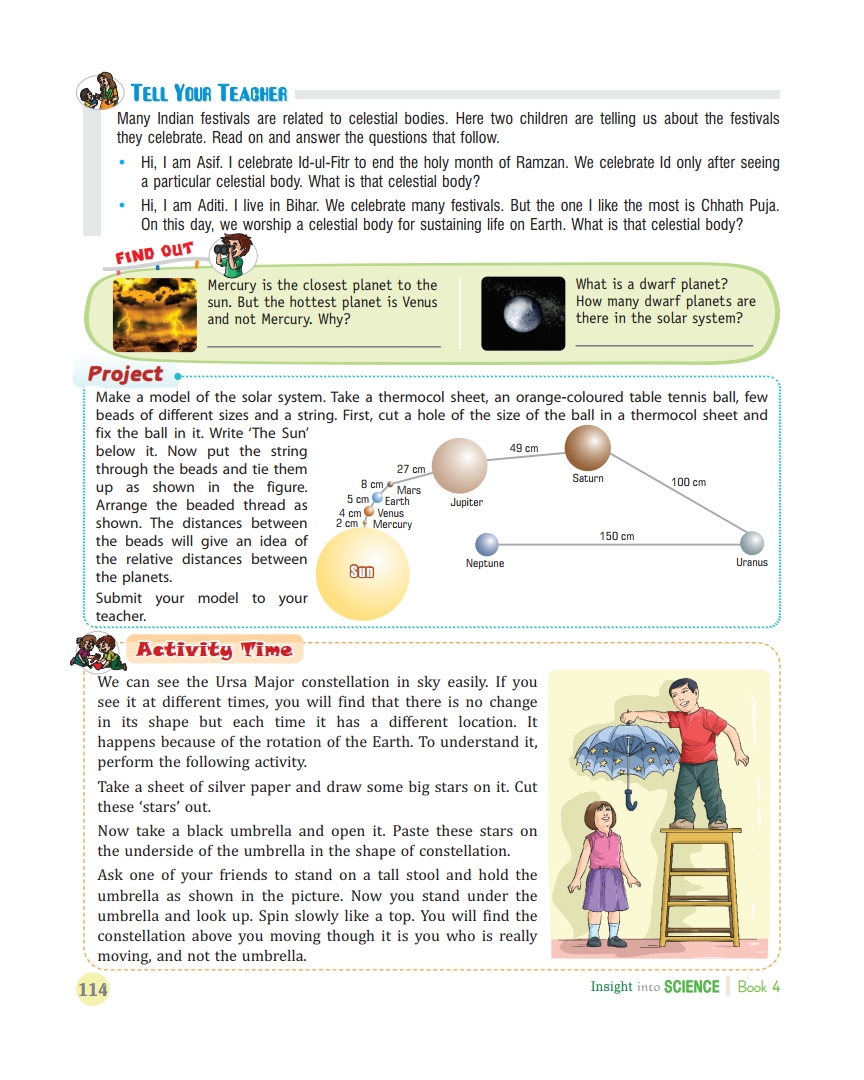 TELL YOUR TEACHER
Many Indian festivals are related to celestial bodies. Here two children are telling us about the festivals
they celebrate. Read on and answer the questions that follow.
• Hi, I am Asif. I celebrate Id-ul-Fitr to end the holy month of Ramzan. We celebrate Id only after seeing
a particular celestial body. What is that celestial body?
• Hi, I am Aditi. I live in Bihar. We celebrate many festivals. But the one I like the most is Chhath Puja.
On this day, we worship a celestial body for sustaining life on Earth. What is that celestial body?
FIND OUT
Mercury is the closest planet to the
sun. But the hottest planet is Venus
and not Mercury. Why?
What is a dwarf planet?
How many dwarf planets are
there in the solar system?
Project
Make a model of the solar system. Take a thermocol sheet, an orange-coloured table tennis ball, few
beads of different sizes and a string. First, cut a hole of the size of the ball in a thermocol sheet and
fix the ball in it. Write ‘The Sun’
below it. Now put the string
through the beads and tie them
up as shown in the figure.
Arrange the beaded thread as
shown. The distances between
the beads will give an idea of
the relative distances between
the planets.
Submit your model to your
teacher.
49 cm
Saturn
27 cm
100 cm
8 cm
Mars
Jupiter
5 cm
Earth
4 cm
Venus
2 cm
Mercury
150 cm
Neptune
Uranus
Sun
Activity Time
We can see the Ursa Major constellation in sky easily. If you
see it at different times, you will find that there is no change
in its shape but each time it has a different location. It
happens because of the rotation of the Earth. To understand it,
perform the following activity.
Take a sheet of silver paper and draw some big stars on it. Cut
these ‘stars’ out.
Now take a black umbrella and open it. Paste these stars on
the underside of the umbrella in the shape of constellation.
Ask one of your friends to stand on a tall stool and hold the
umbrella as shown in the picture. Now you stand under the
umbrella and look up. Spin slowly like a top. You will find the
constellation above you moving though it is you who is really
moving, and not the umbrella.
114
Insight into SCIENCE Book 4